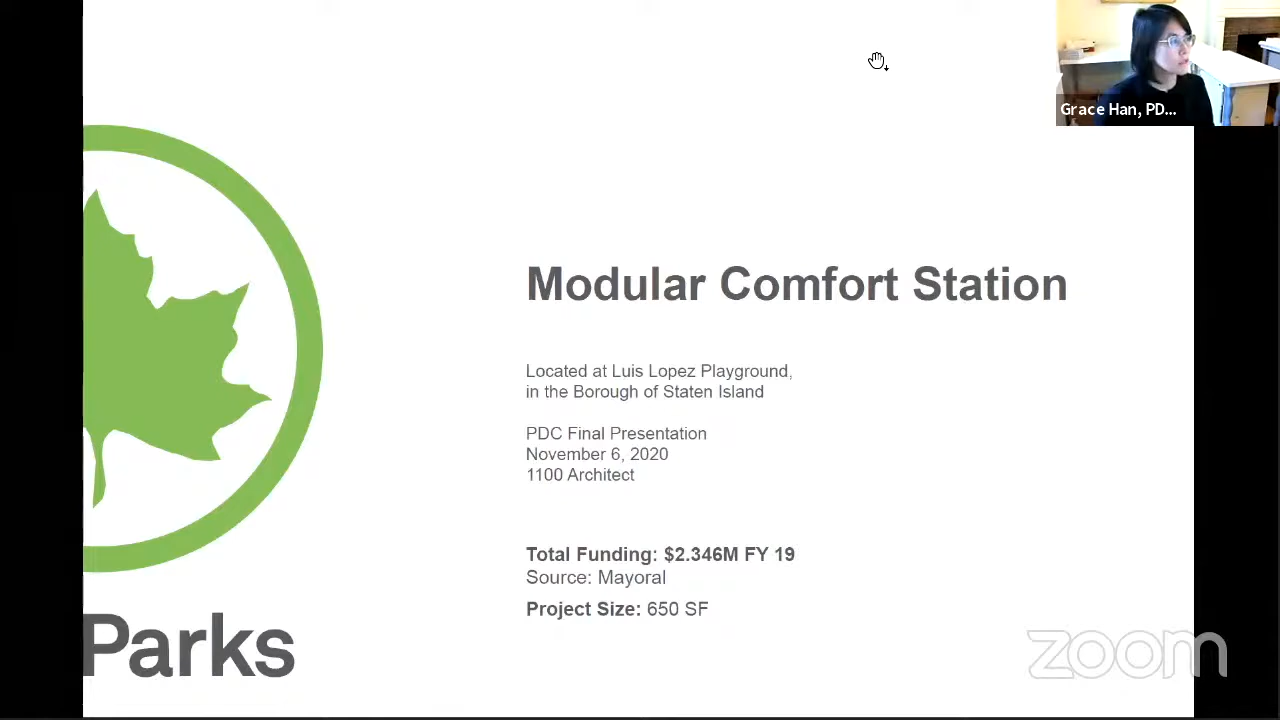 Grace Han, PD...
Modular Comfort Station
Located at Luis Lopez Playground,
in the Borough of Staten Island
PDC Final Presentation
November 6, 2020
1100 Architect
Total Funding: $2.346M FY 19
Source: Mayoral
Project Size: 650 SF
Parks
zoom